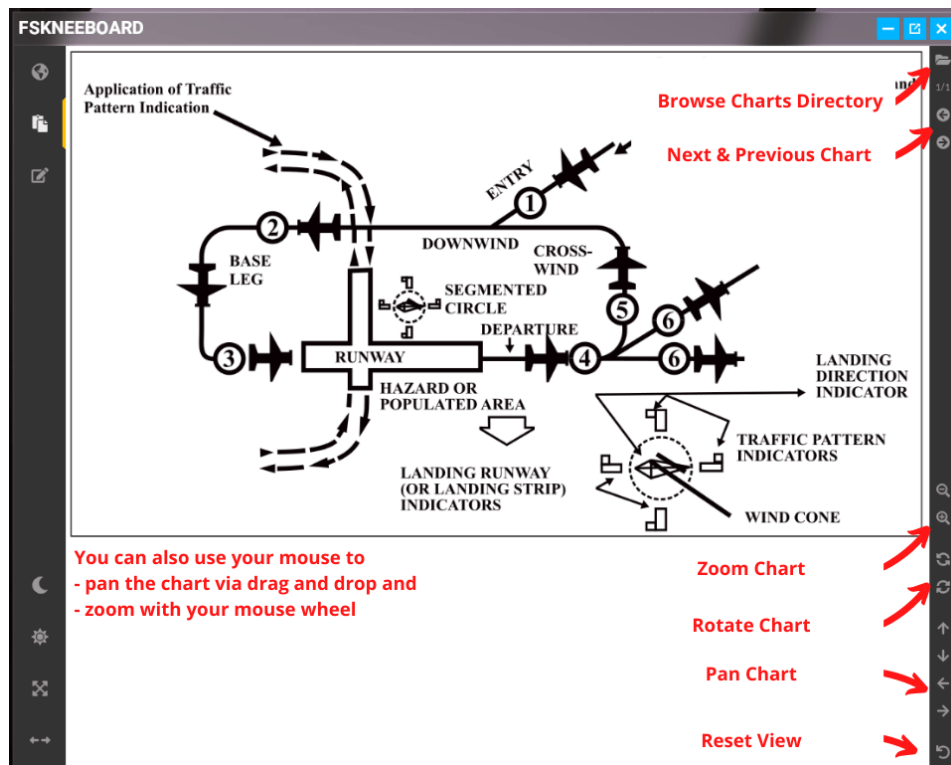 FSKNEEBOARD
Application of Traffic
Pattern Indication
and
Browse Charts Directory
1/1
Next & Previous Chart
ENTRY
1
2
DOWNWIND
CROSS-
WIND
BASE
LEG
SEGMENTED
CIRCLE
5
6
DEPARTURE
3
RUNWAY
4
6
LANDING
DIRECTION
INDICATOR
HAZARD OR
POPULATED AREA
TRAFFIC PATTERN
INDICATORS
LANDING RUNWAY
(OR LANDING STRIP)
INDICATORS
WIND CONE
You can also use your mouse to
- pan the chart via drag and drop and
- zoom with your mouse wheel
Zoom Chart
Rotate Chart
Pan Chart
Reset View